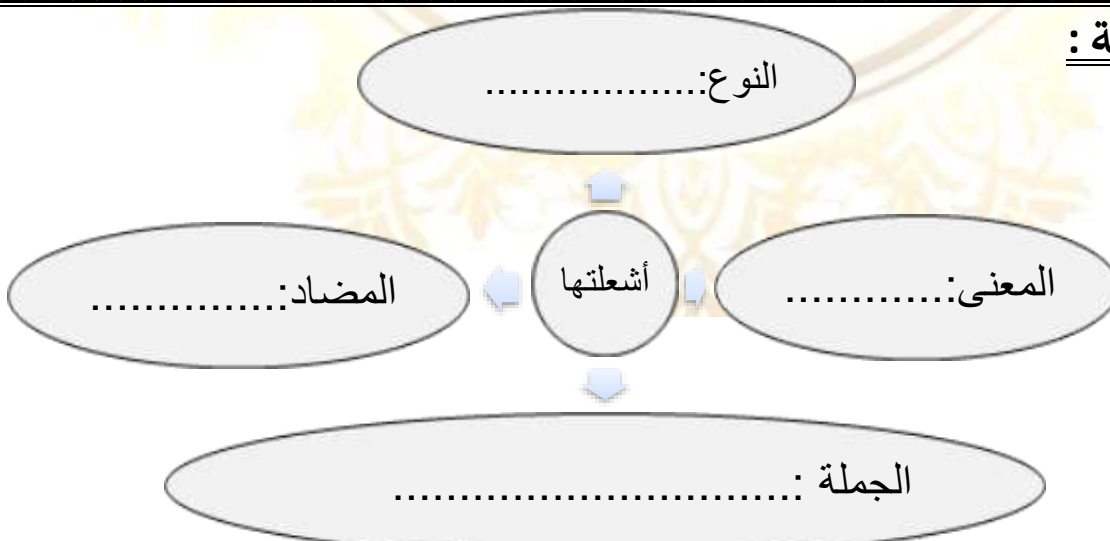 ة :
النوع:...................
أشعلتها
المعنى:.............
المضاد:...............
الجملة :..............................